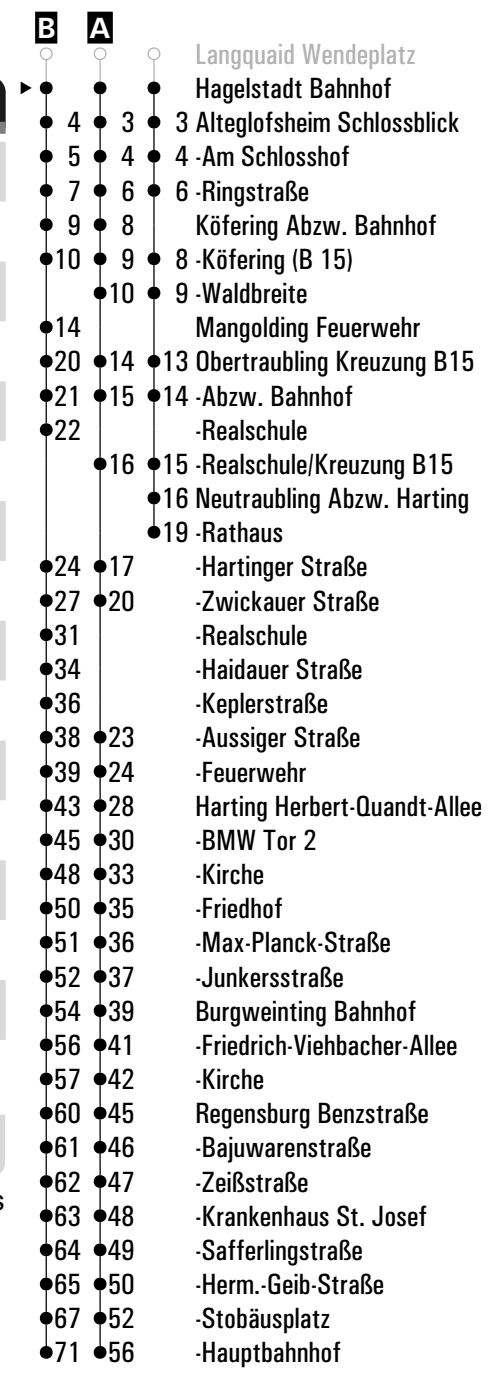 B A
Langquaid Wendeplatz
Hagelstadt Bahnhof
4 3 3 Alteglofsheim Schlossblick
5 4 4 -Am Schlosshof
7 6 6 -Ringstraße
9 8 Köfering Abzw. Bahnhof
10 9 8 -Köfering (B 15)
10 9 -Waldbreite
14 Mangolding Feuerwehr
20 14 13 Obertraubling Kreuzung B15
21 15 14 -Abzw. Bahnhof
22 -Realschule
16 15 -Realschule/Kreuzung B15
16 Neutraubling Abzw. Harting
19 -Rathaus
24 17 -Hartinger Straße
27 20 -Zwickauer Straße
31 -Realschule
34 -Haidauer Straße
36 -Keplerstraße
38 23 -Aussiger Straße
39 24 -Feuerwehr
43 28 Harting Herbert-Quandt-Allee
45 30 -BMW Tor 2
48 33 -Kirche
50 35 -Friedhof
51 36 -Max-Planck-Straße
52 37 -Junkersstraße
54 39 Burgweinting Bahnhof
56 41 -Friedrich-Viehbacher-Allee
57 42 -Kirche
60 45 Regensburg Benzstraße
61 46 -Bajuwarenstraße
62 47 -Zeißstraße
63 48 -Krankenhaus St. Josef
64 49 -Safferlingstraße
65 50 -Herm.-Geib-Straße
67 52 -Stobäusplatz
71 56 -Hauptbahnhof